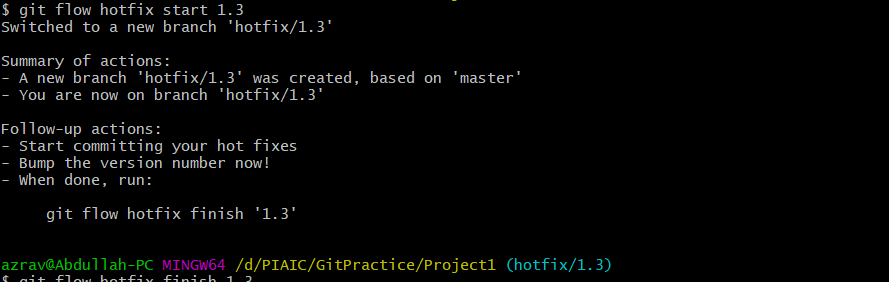 $ git flow hotfix start 1.3
Switched to a new branch 'hotfix/1.3'
Summary of actions:
- A new branch 'hotfix/1.3' was created, based on 'master'
- You are now on branch 'hotfix/1.3'
Follow-up actions:
- Start committing your hot fixes
- Bump the version number now!
- When done, run:
git flow hotfix finish '1.3'
azrav@Abdullah-PC MINGW64 /d/PIAIC/GitPractice/Project1 (hotfix/1.3)
$ git flow hotfix finish 1.3